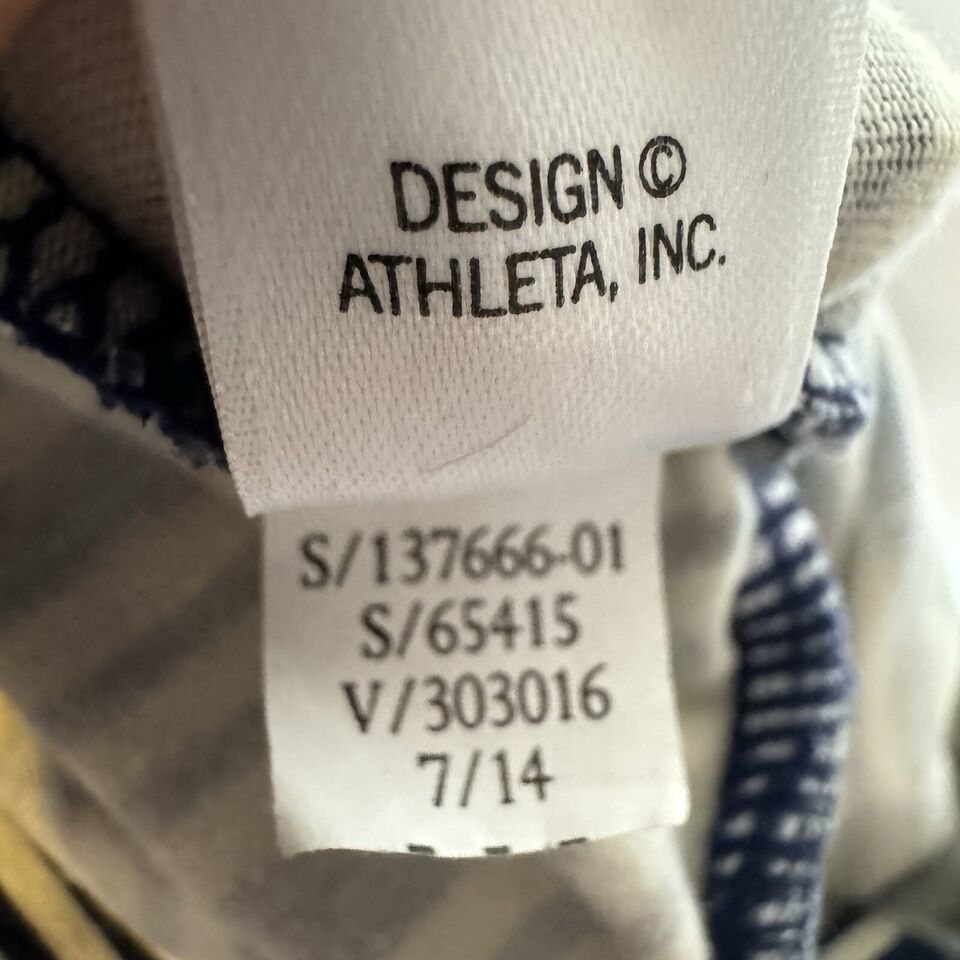 DESIGN ©
ATHLETA, INC.
S/137666-01
S/65415
V/303016
7/14